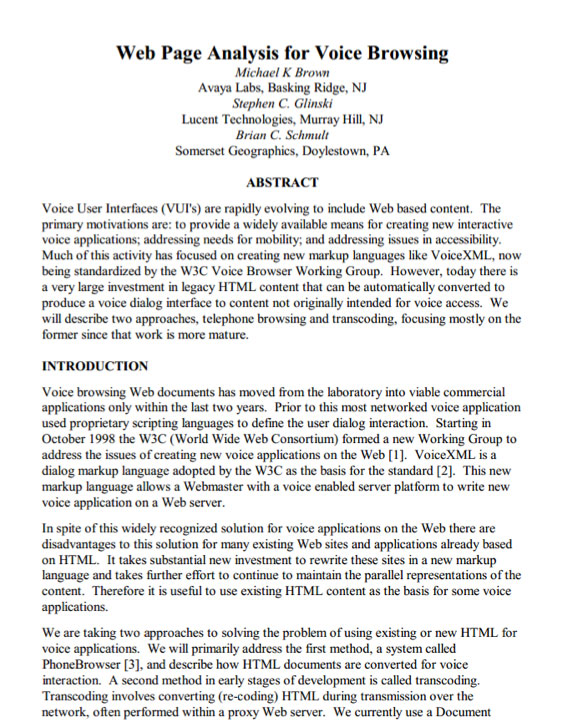 Web Page Analysis for Voice Browsing
Michael K Brown
Avaya Labs, Basking Ridge, NJ
Stephen C. Glinski
Lucent Technologies, Murray Hill, NJ
Brian C. Schmult
Somerset Geographics, Doylestown, PA
ABSTRACT
Voice User Interfaces (VUI's) are rapidly evolving to include Web based content.  The
primary motivations are: to provide a widely available means for creating new interactive
voice applications; addressing needs for mobility; and addressing issues in accessibility.
Much of this activity has focused on creating new markup languages like VoiceXML, now
being standardized by the W3C Voice Browser Working Group.  However, today there is
a very large investment in legacy HTML content that can be automatically converted to
produce a voice dialog interface to content not originally intended for voice access.  We
will describe two approaches, telephone browsing and transcoding, focusing mostly on the
former since that work is more mature.
INTRODUCTION
Voice browsing Web documents has moved from the laboratory into viable commercial
applications only within the last two years.  Prior to this most networked voice application
used proprietary scripting languages to define the user dialog interaction.  Starting in
October 1998 the W3C (World Wide Web Consortium) formed a new Working Group to
address the issues of creating new voice applications on the Web [1].  VoiceXML is a
dialog markup language adopted by the W3C as the basis for the standard [2].  This new
markup language allows a Webmaster with a voice enabled server platform to write new
voice application on a Web server.
In spite of this widely recognized solution for voice applications on the Web there are
disadvantages to this solution for many existing Web sites and applications already based
on HTML.  It takes substantial new investment to rewrite these sites in a new markup
language and takes further effort to continue to maintain the parallel representations of the
content.  Therefore it is useful to use existing HTML content as the basis for some voice
applications.
We are taking two approaches to solving the problem of using existing or new HTML for
voice applications.  We will primarily address the first method, a system called
PhoneBrowser [3], and describe how HTML documents are converted for voice
interaction.  A second method in early stages of development is called transcoding.
Transcoding involves converting (re-coding) HTML during transmission over the
network, often performed within a proxy Web server.  We currently use a Document